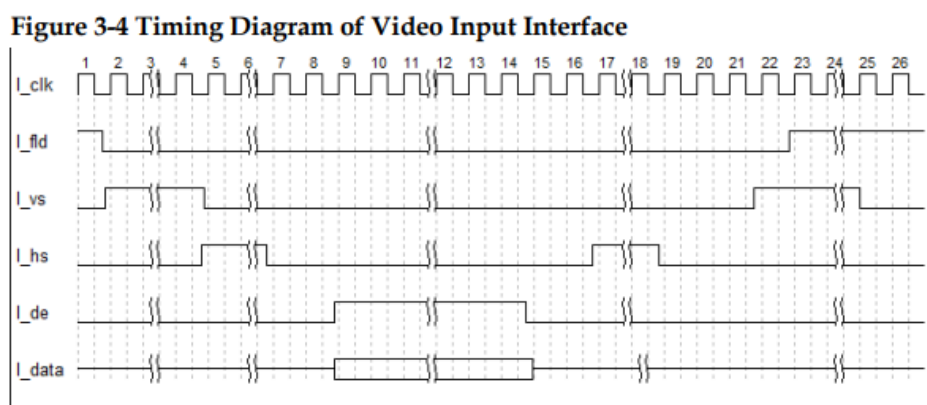 Figure 3-4 Timing Diagram of Video Input Interface
1 2 3 4 5 6 7 8 9 10 11 12 13 14 15 16 17 18 19 20 21 22 23 24 25 26
I_clk
I_fld
I_vs
I_hs
I_de
I_data